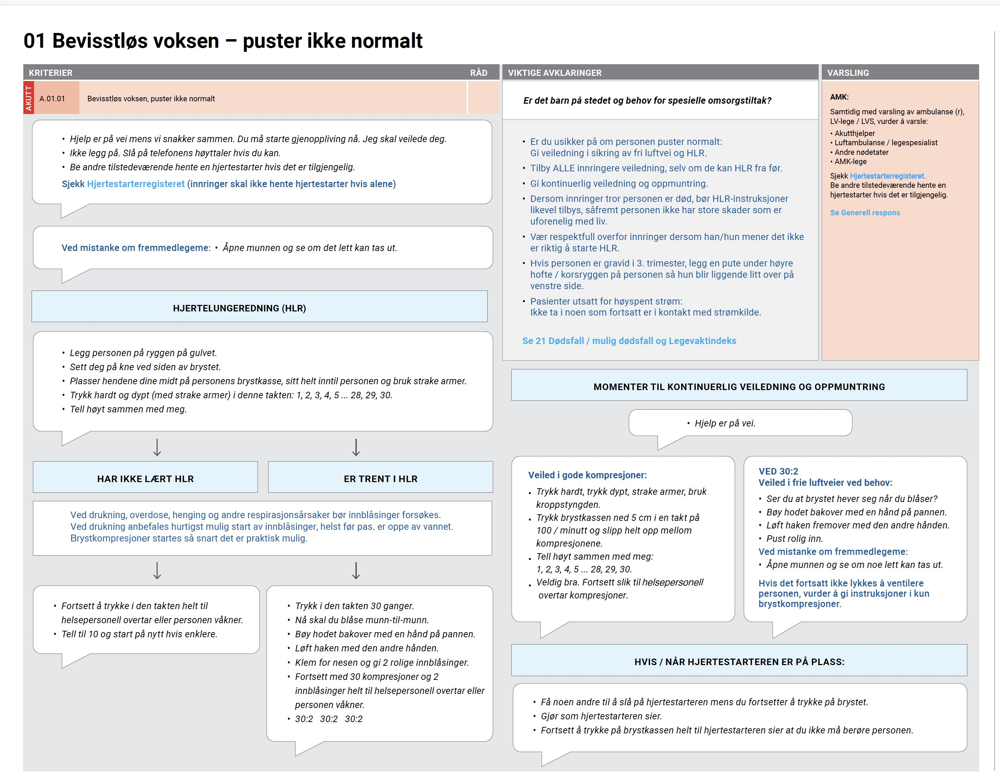 01 Bevisstløs voksen – puster ikke normalt
KRITERIER
RÅD
AKUTT
A.01.01
Bevisstløs voksen, puster ikke normalt
• Hjelp er på vei mens vi snakker sammen. Du må starte gjenoppliving nå. Jeg skal veilede deg.
• Ikke legg på. Slå på telefonens høyttaler hvis du kan.
• Be andre tilstedeværende hente en hjertestarter hvis det er tilgjengelig.
Sjekk Hjertestarterregisteret (innringer skal ikke hente hjertestarter hvis alene)
Ved mistanke om fremmedlegeme: • Åpne munnen og se om det lett kan tas ut.
HJERTELUNGEREDNING (HLR)
• Legg personen på ryggen på gulvet.
• Sett deg på kne ved siden av brystet.
• Plasser hendene dine midt på personens brystkasse, sitt helt inntil personen og bruk strake armer.
• Trykk hardt og dypt (med strake armer) i denne takten: 1, 2, 3, 4, 5 ... 28, 29, 30.
• Tell høyt sammen med meg.
HAR IKKE LÆRT HLR
ER TRENT I HLR
Ved drukning, overdose, henging og andre respirasjonsårsaker bør innblåsinger forsøkes.
Ved drukning anbefales hurtigst mulig start av innblåsinger, helst før pas. er oppe av vannet.
Brystkompresjoner startes så snart det er praktisk mulig.
• Fortsett å trykke i den takten helt til
helsepersonell overtar eller personen våkner.
• Tell til 10 og start på nytt hvis enklere.
• Trykk i den takten 30 ganger.
• Nå skal du blåse munn-til-munn.
• Bøy hodet bakover med en hånd på pannen.
• Løft haken med den andre hånden.
• Klem for nesen og gi 2 rolige innblåsinger.
• Fortsett med 30 kompresjoner og 2
innblåsinger helt til helsepersonell overtar eller
personen våkner.
• 30:2 30:2 30:2
VIKTIGE AVKLARINGER
Er det barn på stedet og behov for spesielle omsorgstiltak?
• Er du usikker på om personen puster normalt:
Gi veiledning i sikring av fri luftvei og HLR.
• Tilby ALLE innringere veiledning, selv om de kan HLR fra før.
• Gi kontinuerlig veiledning og oppmuntring.
• Dersom innringer tror personen er død, bør HLR-instruksjoner
likevel tilbys, såfremt personen ikke har store skader som er
uforenelig med liv.
• Vær respektfull overfor innringer dersom han/hun mener det ikke
er riktig å starte HLR.
• Hvis personen er gravid i 3. trimester, legg en pute under høyre
hofte / korsryggen på personen så hun blir liggende litt over på
venstre side.
• Pasienter utsatt for høyspent strøm:
Ikke ta i noen som fortsatt er i kontakt med strømkilde.
Se 21 Dødsfall / mulig dødsfall og Legevaktindeks
VARSLING
AMK:
Samtidig med varsling av ambulanse (r),
LV-lege / LVS, vurder å varsle:
• Akutthjelper
• Luftambulanse / legespesialist
• Andre nødetater
• AMK-lege
Sjekk Hjertestarterregisteret.
Be andre tilstedeværende hente en
hjertestarter hvis det er tilgjengelig.
Se Generell respons
MOMENTER TIL KONTINUERLIG VEILEDNING OG OPPMUNTRING
• Hjelp er på vei.
Veiled i gode kompresjoner:
• Trykk hardt, trykk dypt, strake armer, bruk
kroppstyngden.
• Trykk brystkassen ned 5 cm i en takt på
100 / minutt og slipp helt opp mellom
kompresjonene.
• Tell høyt sammen med meg:
1, 2, 3, 4, 5 ... 28, 29, 30.
• Veldig bra. Fortsett slik til helsepersonell
overtar kompresjoner.
VED 30:2
Veiled i frie luftveier ved behov:
• Ser du at brystet hever seg når du blåser?
• Bøy hodet bakover med en hånd på pannen.
• Løft haken fremover med den andre hånden.
• Pust rolig inn.
Ved mistanke om fremmedlegeme:
• Åpne munnen og se om noe lett kan tas ut.
Hvis det fortsatt ikke lykkes å ventilere
personen, vurder å gi instruksjoner i kun
brystkompresjoner.
HVIS / NÅR HJERTESTARTEREN ER PÅ PLASS:
• Få noen andre til å slå på hjertestarteren mens du fortsetter å trykke på brystet.
• Gjør som hjertestarteren sier.
• Fortsett å trykke på brystkassen helt til hjertestarteren sier at du ikke må berøre personen.